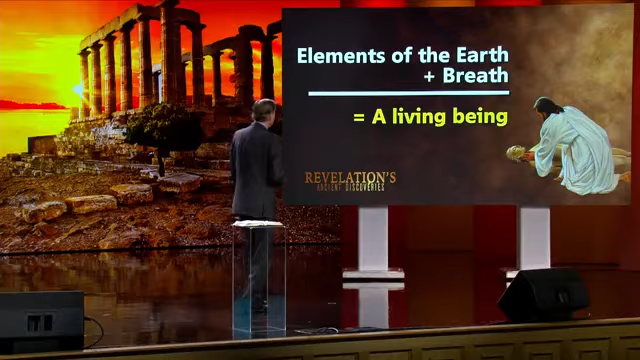 Elements of the Earth
+ Breath
= A living being
REVELATION'S
ANCIENT DISCOVERIES